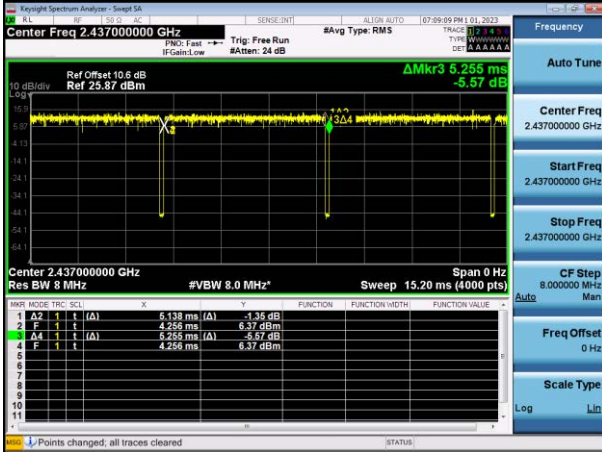 Keysight Spectrum Analyzer - Swept SA
RL RF 50 Ω AC SENSE:INT ALIGN AUTO 07:09:09 PM 1 01, 2023
Center Freq 2.437000000 GHz
PNO: Fast
IFGain:Low
Trig: Free Run
#Atten: 24 dB
#Avg Type: RMS
TRACE 1 2 3 4 5 6
TYPE WWWWWW
DET A A A A A A
Frequency
Ref Offset 10.6 dB
10 dB/div Ref 25.87 dBm
ΔMkr3 5.255 ms
-5.57 dB
Log
15.9
5.87
-4.13
-14.1
-24.1
-34.1
-44.1
-54.1
-64.1
3Δ4
Center 2.437000000 GHz Span 0 Hz
Res BW 8 MHz #VBW 8.0 MHz* Sweep 15.20 ms (4000 pts)
MKR MODE TRC SCL X Y FUNCTION FUNCTION WIDTH FUNCTION VALUE
1 Δ2 1 t (Δ) 5.138 ms (Δ) -1.35 dB
2 F 1 t 4.256 ms 6.37 dBm
3 Δ4 1 t (Δ) 5.255 ms (Δ) -5.57 dB
4 F 1 t 4.256 ms 6.37 dBm
5
6
7
8
9
10
11
MSG Points changed; all traces cleared STATUS
Auto Tune
Center Freq
2.437000000 GHz
Start Freq
2.437000000 GHz
Stop Freq
2.437000000 GHz
CF Step
8.000000 MHz
Auto Man
Freq Offset
0 Hz
Scale Type
Log Lin